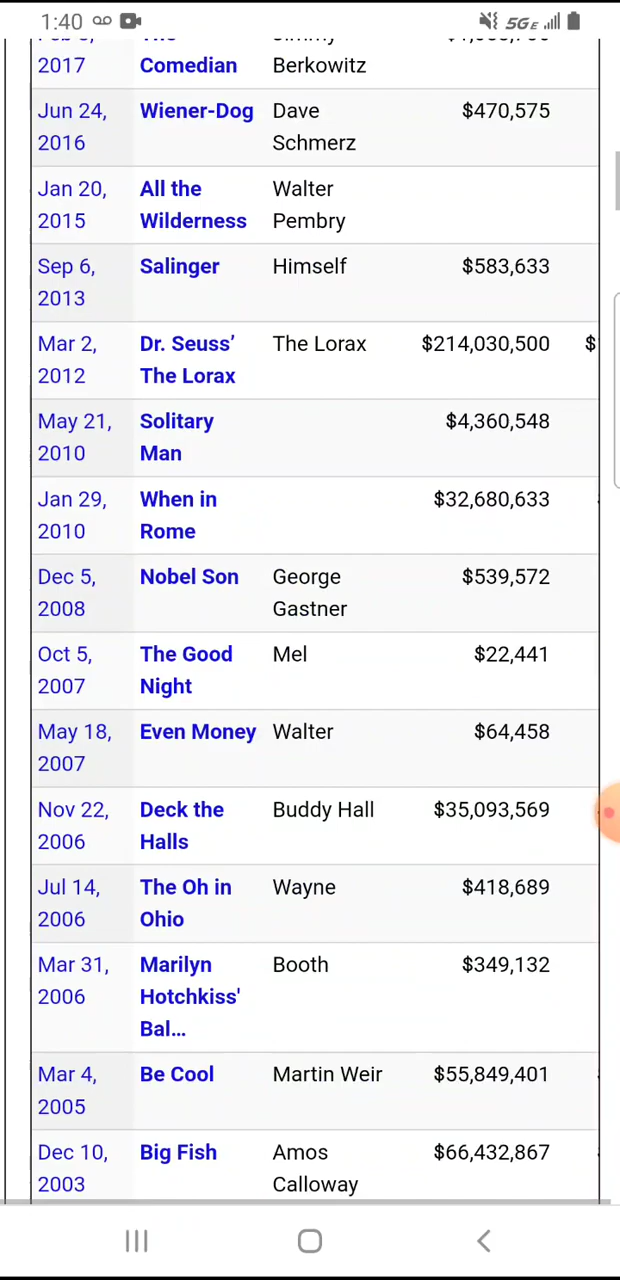 1:40
5GE
2017 Comedian Berkowitz
Jun 24, Wiener-Dog Dave $470,575
2016 Schmerz
Jan 20, All the Walter
2015 Wilderness Pembry
Sep 6, Salinger Himself $583,633
2013
Mar 2, Dr. Seuss’ The Lorax $214,030,500 $
2012 The Lorax
May 21, Solitary $4,360,548
2010 Man
Jan 29, When in $32,680,633
2010 Rome
Dec 5, Nobel Son George $539,572
2008 Gastner
Oct 5, The Good Mel $22,441
2007 Night
May 18, Even Money Walter $64,458
2007
Nov 22, Deck the Buddy Hall $35,093,569
2006 Halls
Jul 14, The Oh in Wayne $418,689
2006 Ohio
Mar 31, Marilyn Booth $349,132
2006 Hotchkiss'
Bal...
Mar 4, Be Cool Martin Weir $55,849,401
2005
Dec 10, Big Fish Amos $66,432,867
2003 Calloway